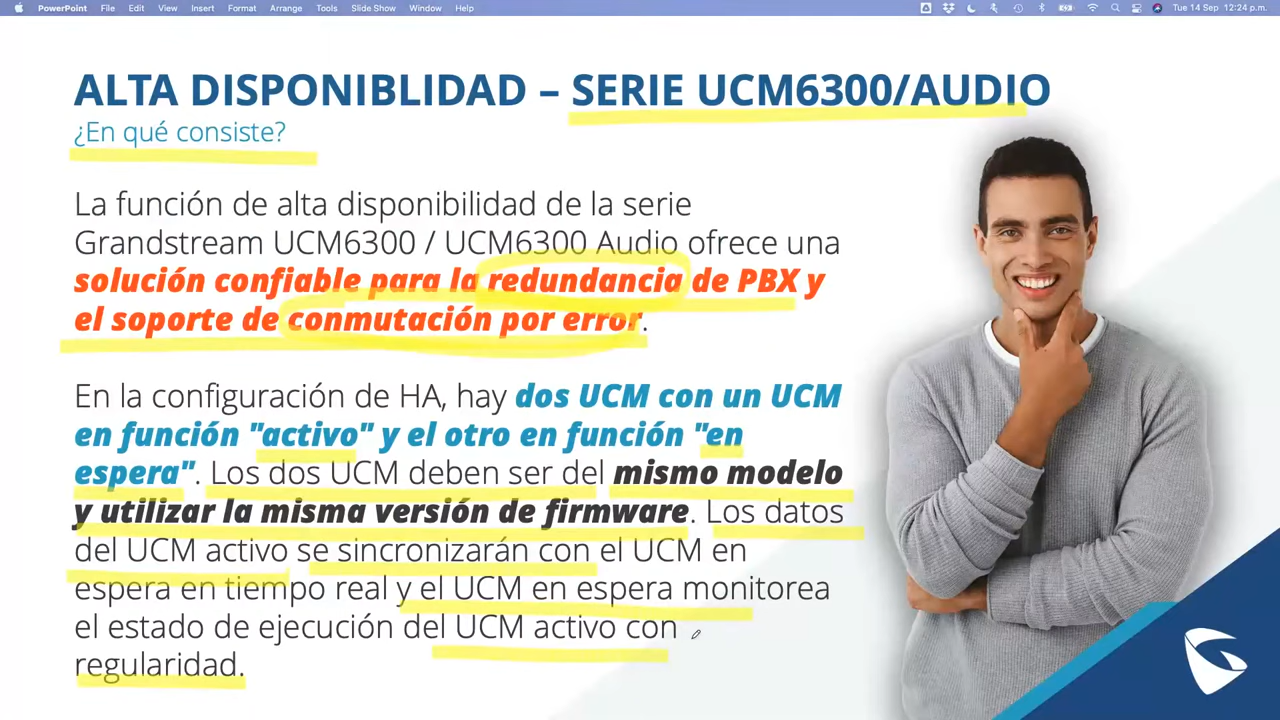 PowerPoint File Edit View Insert Format Arrange Tools Slide Show Window Help Tue 14 Sep 12:24 p.m.
ALTA DISPONIBLIDAD – SERIE UCM6300/AUDIO
¿En qué consiste?
La función de alta disponibilidad de la serie
Grandstream UCM6300 / UCM6300 Audio ofrece una
solución confiable para la redundancia de PBX y
el soporte de conmutación por error.
En la configuración de HA, hay dos UCM con un UCM
en función "activo" y el otro en función "en
espera". Los dos UCM deben ser del mismo modelo
y utilizar la misma versión de firmware. Los datos
del UCM activo se sincronizarán con el UCM en
espera en tiempo real y el UCM en espera monitorea
el estado de ejecución del UCM activo con
regularidad.